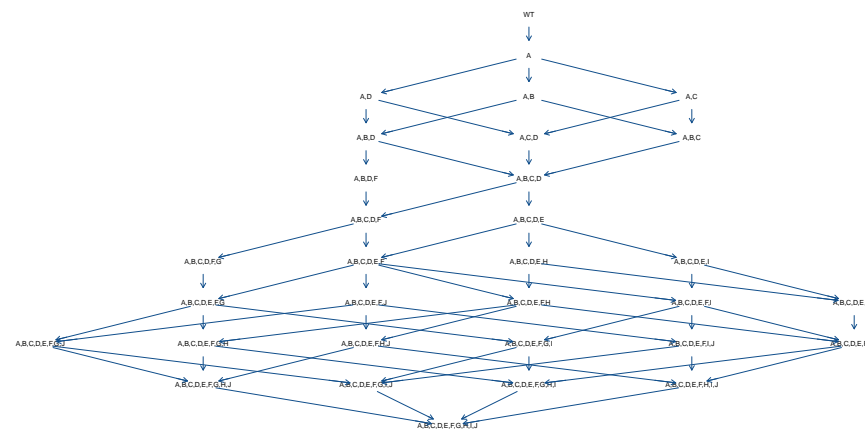 WT
A
A,D A,B A,C
A,B,D A,C,D A,B,C
A,B,D,F A,B,C,D
A,B,C,D,F A,B,C,D,E
A,B,C,D,F,G A,B,C,D,E,F A,B,C,D,E,H A,B,C,D,E,I
A,B,C,D,E,F,G A,B,C,D,E,F,J A,B,C,D,E,F,H A,B,C,D,E,F,I A,B,C,D,E
A,B,C,D,E,F,G,J A,B,C,D,E,F,G,H A,B,C,D,E,F,H,J A,B,C,D,E,F,G,I A,B,C,D,E,F,I,J
A,B,C,D,E,F,G,H,J A,B,C,D,E,F,G,I,J A,B,C,D,E,F,G,H,I A,B,C,D,E,F,H,I,J
A,B,C,D,E,F,G,H,I,J